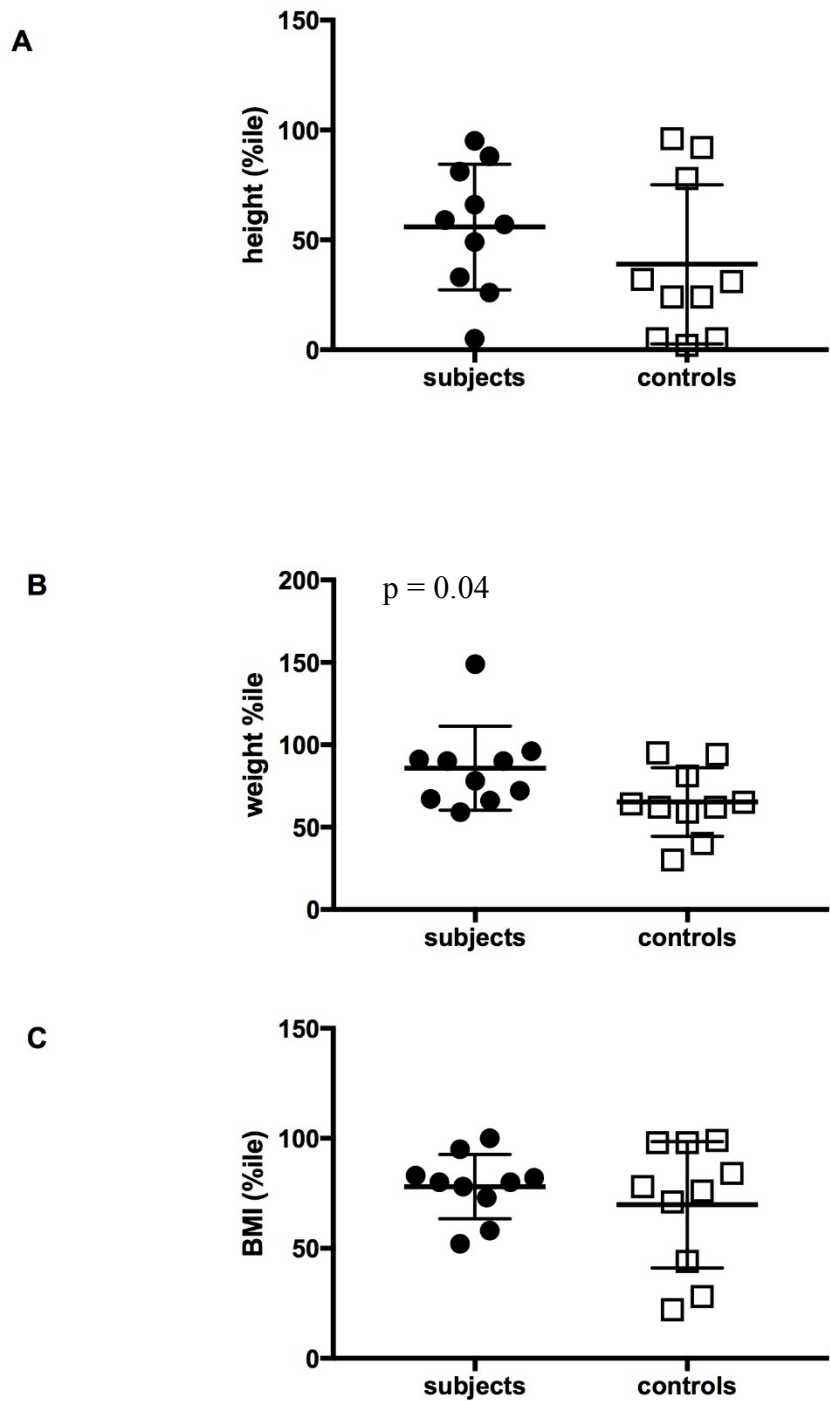 A
height (%ile)
150
100
50
0
subjects controls
B
weight %ile
p = 0.04
200
150
100
50
0
subjects controls
C
BMI (%ile)
150
100
50
0
subjects controls